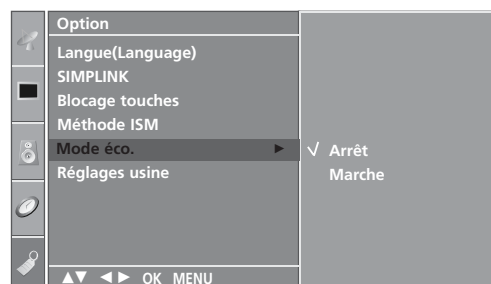 Option
Langue(Language)
SIMPLINK
Blocage touches
Méthode ISM
Mode éco. ►
√ Arrêt
Marche
Réglages usine
▲▼ ◄► OK MENU